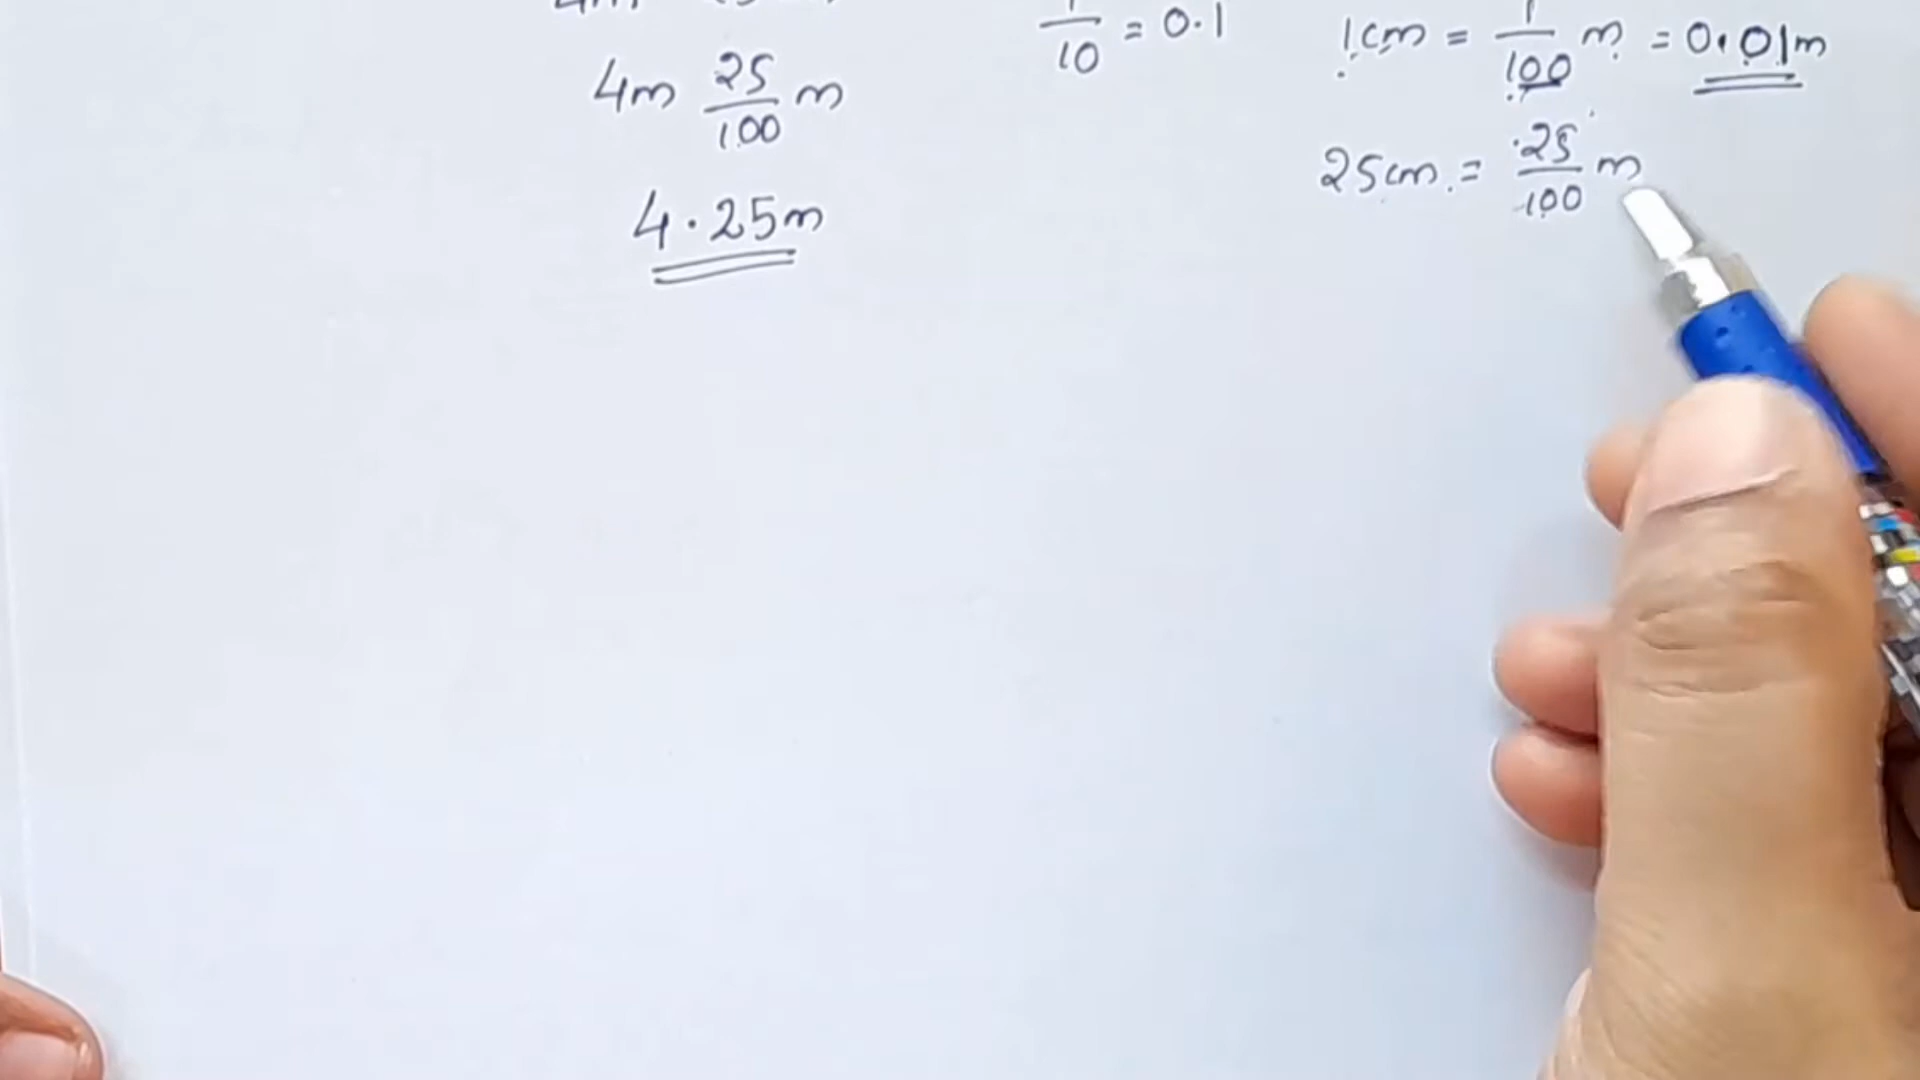 4m 25/100 m
4.25m
1/10 = 0.1
1cm = 1/100 m = 0.01m
25cm = 25/100 m